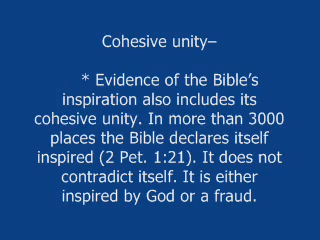 Cohesive unity–
* Evidence of the Bible’s
inspiration also includes its
cohesive unity. In more than 3000
places the Bible declares itself
inspired (2 Pet. 1:21). It does not
contradict itself. It is either
inspired by God or a fraud.